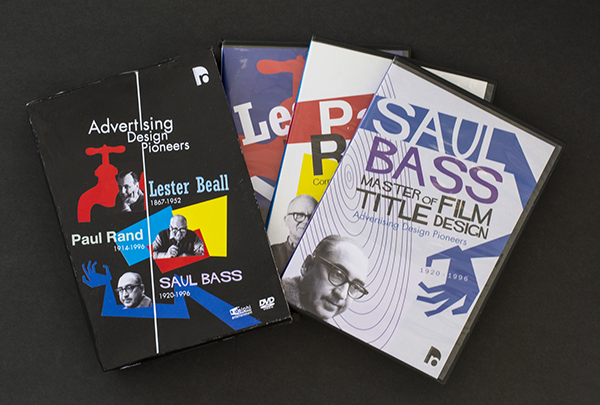 Advertising
Design
Pioneers
Lester Beall
1867-1952
Paul Rand
1914-1996
SAUL BASS
1920-1996
DVD
Le
Pa
R
Com
SAUL
BASS
MASTER OF FILM
TITLE DESIGN
Advertising Design Pioneers
1920 1996